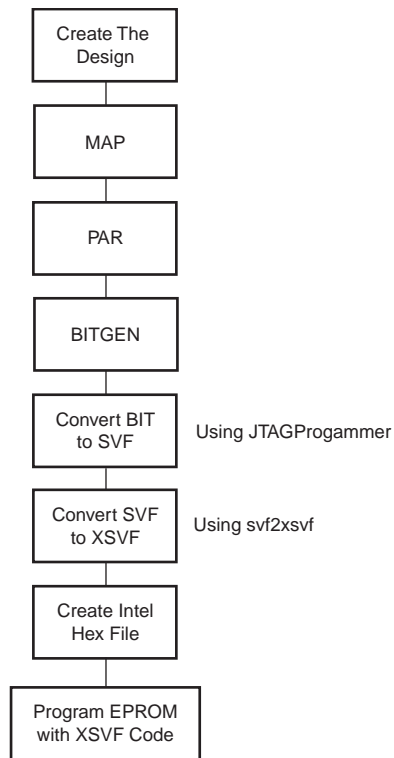 Create The
Design
MAP
PAR
BITGEN
Convert BIT
to SVF
Using JTAGProgammer
Convert SVF
to XSVF
Using svf2xsvf
Create Intel
Hex File
Program EPROM
with XSVF Code